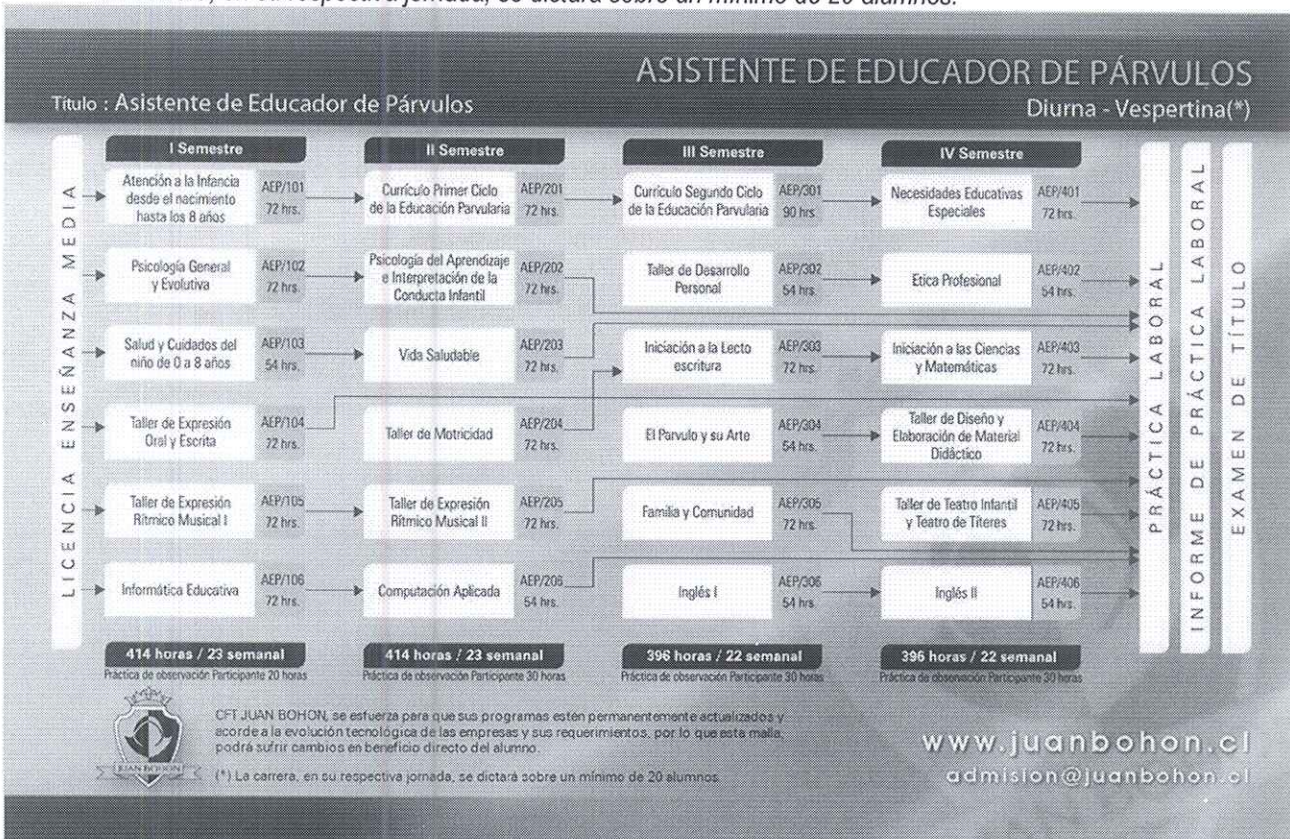 en su respectiva jornada, se dictará sobre un mínimo de 20 alumnos.
ASISTENTE DE EDUCADOR DE PÁRVULOS
Título : Asistente de Educador de Párvulos
Diurna - Vespertina(*)
LICENCIA ENSEÑANZA MEDIA
I Semestre
Atención a la Infancia
desde el nacimiento
hasta los 8 años
AEP/101
72 hrs.
Psicología General
y Evolutiva
AEP/102
72 hrs.
Salud y Cuidados del
niño de 0 a 8 años
AEP/103
54 hrs.
Taller de Expresión
Oral y Escrita
AEP/104
72 hrs.
Taller de Expresión
Rítmico Musical I
AEP/105
72 hrs.
Informática Educativa
AEP/106
72 hrs.
414 horas / 23 semanal
Práctica de observación Participante 20 horas
II Semestre
Currículo Primer Ciclo
de la Educación Parvularia
AEP/201
72 hrs.
Psicología del Aprendizaje
e Interpretación de la
Conducta Infantil
AEP/202
72 hrs.
Vida Saludable
AEP/203
72 hrs.
Taller de Motricidad
AEP/204
72 hrs.
Taller de Expresión
Rítmico Musical II
AEP/205
72 hrs.
Computación Aplicada
AEP/206
54 hrs.
414 horas / 23 semanal
Práctica de observación Participante 30 horas
III Semestre
Currículo Segundo Ciclo
de la Educación Parvularia
AEP/301
90 hrs.
Taller de Desarrollo
Personal
AEP/302
54 hrs.
Iniciación a la Lecto
escritura
AEP/303
72 hrs.
El Parvulo y su Arte
AEP/304
54 hrs.
Familia y Comunidad
AEP/305
72 hrs.
Inglés I
AEP/306
54 hrs.
396 horas / 22 semanal
Práctica de observación Participante 30 horas
IV Semestre
Necesidades Educativas
Especiales
AEP/401
72 hrs.
Etica Profesional
AEP/402
54 hrs.
Iniciación a las Ciencias
y Matemáticas
AEP/403
72 hrs.
Taller de Diseño y
Elaboración de Material
Didáctico
AEP/404
72 hrs.
Taller de Teatro Infantil
y Teatro de Títeres
AEP/405
72 hrs.
Inglés II
AEP/406
54 hrs.
396 horas / 22 semanal
Práctica de observación Participante 30 horas
PRÁCTICA LABORAL
INFORME DE PRÁCTICA LABORAL
EXAMEN DE TÍTULO
JUAN BOHON
CFT JUAN BOHON, se esfuerza para que sus programas estén permanentemente actualizados y
acorde a la evolución tecnológica de las empresas y sus requerimientos, por lo que esta malla,
podrá sufrir cambios en beneficio directo del alumno.
(*) La carrera, en su respectiva jornada, se dictará sobre un mínimo de 20 alumnos.
www.juanbohon.cl
admision@juanbohon.cl